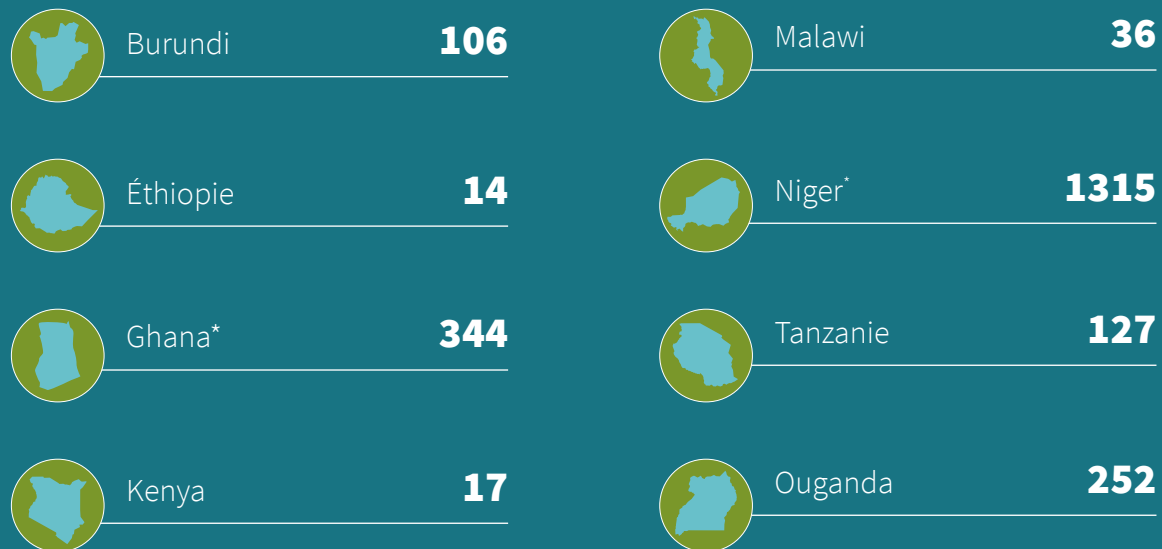 Burundi 106
Éthiopie 14
Ghana* 344
Kenya 17
Malawi 36
Niger* 1315
Tanzanie 127
Ouganda 252